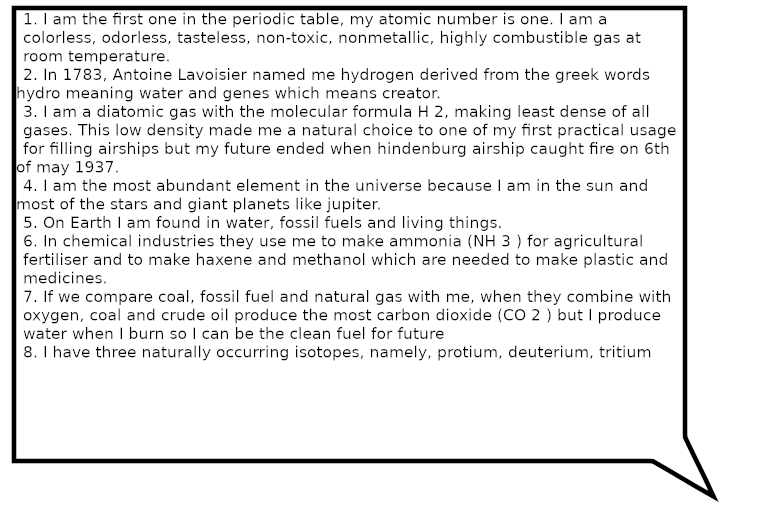 1. I am the first one in the periodic table, my atomic number is one. I am a
colorless, odorless, tasteless, non-toxic, nonmetallic, highly combustible gas at
room temperature.
2. In 1783, Antoine Lavoisier named me hydrogen derived from the greek words
hydro meaning water and genes which means creator.
3. I am a diatomic gas with the molecular formula H 2, making least dense of all
gases. This low density made me a natural choice to one of my first practical usage
for filling airships but my future ended when hindenburg airship caught fire on 6th
of may 1937.
4. I am the most abundant element in the universe because I am in the sun and
most of the stars and giant planets like jupiter.
5. On Earth I am found in water, fossil fuels and living things.
6. In chemical industries they use me to make ammonia (NH 3 ) for agricultural
fertiliser and to make haxene and methanol which are needed to make plastic and
medicines.
7. If we compare coal, fossil fuel and natural gas with me, when they combine with
oxygen, coal and crude oil produce the most carbon dioxide (CO 2 ) but I produce
water when I burn so I can be the clean fuel for future
8. I have three naturally occurring isotopes, namely, protium, deuterium, tritium